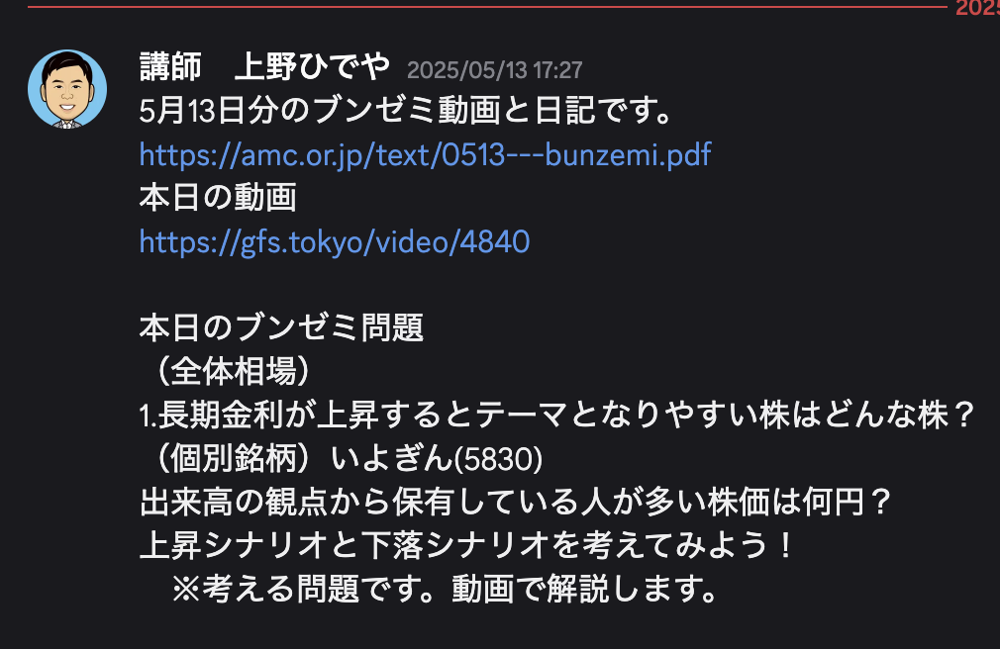 2025
講師　上野ひでや 2025/05/13 17:27
5月13日分のブンゼミ動画と日記です。
https://amc.or.jp/text/0513---bunzemi.pdf
本日の動画
https://gfs.tokyo/video/4840
本日のブンゼミ問題
（全体相場）
1.長期金利が上昇するとテーマとなりやすい株はどんな株？
（個別銘柄）いよぎん(5830)
出来高の観点から保有している人が多い株価は何円？
上昇シナリオと下落シナリオを考えてみよう！
　※考える問題です。動画で解説します。